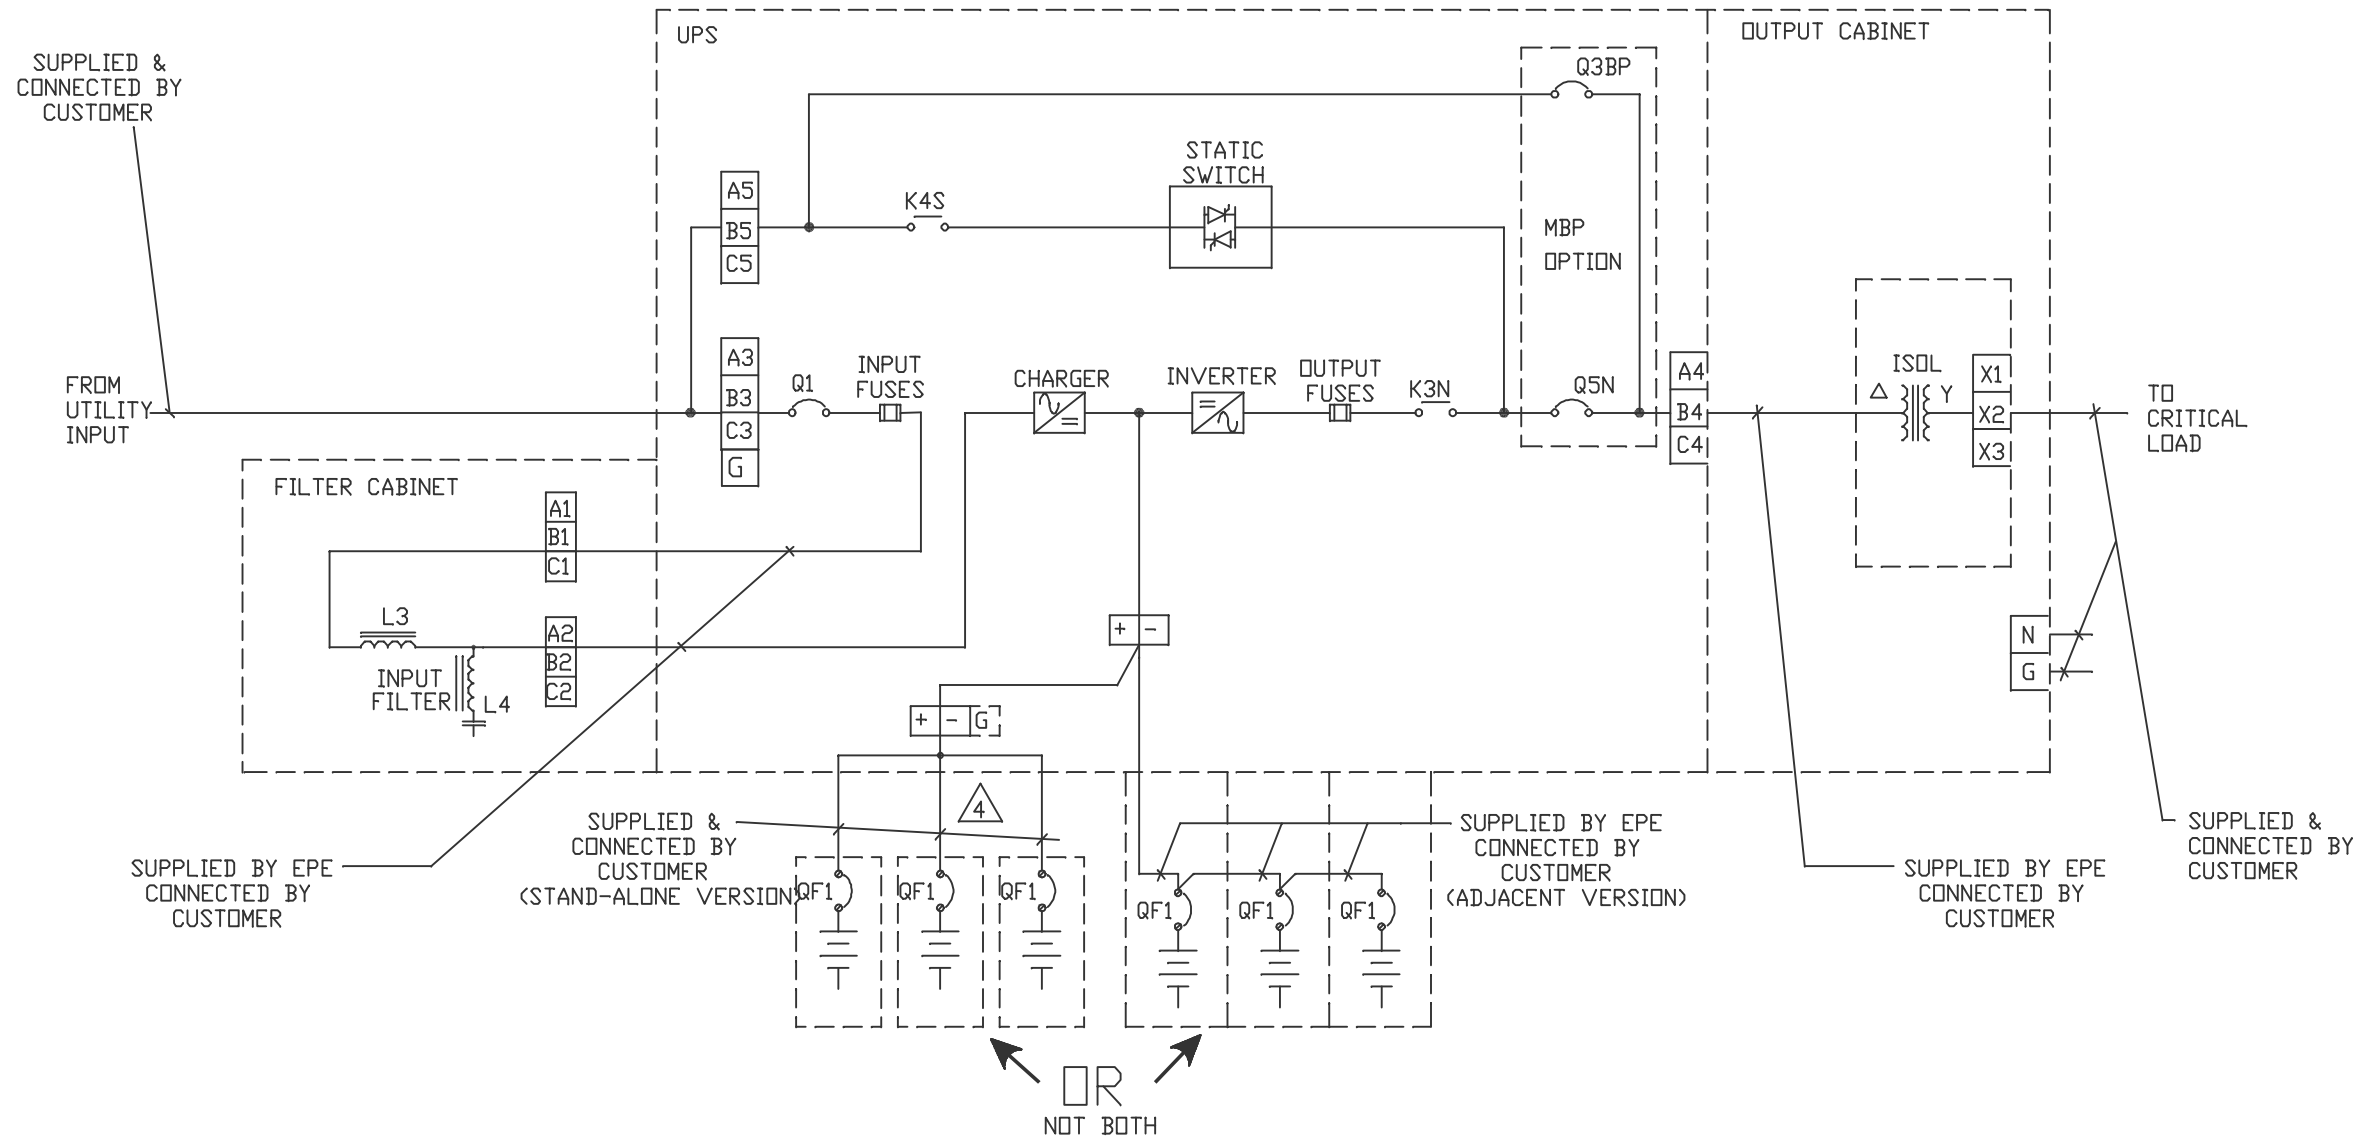 UPS
OUTPUT CABINET
SUPPLIED &
CONNECTED BY
CUSTOMER
Q3BP
STATIC
SWITCH
A5
B5
C5
K4S
MBP
OPTION
FROM
UTILITY
INPUT
A3
B3
C3
G
Q1
INPUT
FUSES
CHARGER
INVERTER
OUTPUT
FUSES
K3N
Q5N
A4
B4
C4
ISOL
Δ
Y
X1
X2
X3
TO
CRITICAL
LOAD
FILTER CABINET
A1
B1
C1
L3
A2
B2
C2
INPUT
FILTER
L4
+ -
+ - G
N
G
4
SUPPLIED BY EPE
CONNECTED BY
CUSTOMER
SUPPLIED &
CONNECTED BY
CUSTOMER
(STAND-ALONE VERSION)
QF1
QF1
QF1
QF1
QF1
QF1
SUPPLIED BY EPE
CONNECTED BY
CUSTOMER
(ADJACENT VERSION)
SUPPLIED BY EPE
CONNECTED BY
CUSTOMER
SUPPLIED &
CONNECTED BY
CUSTOMER
OR
NOT BOTH